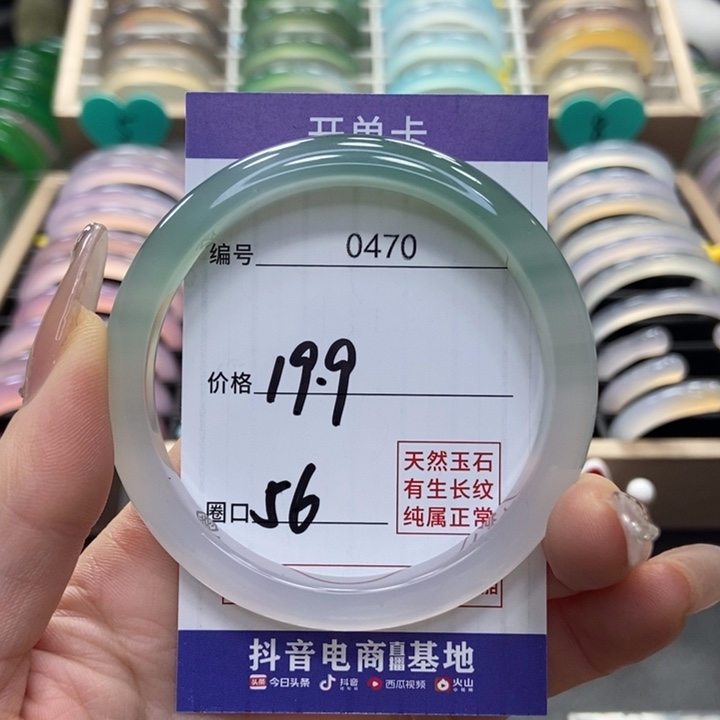 开单卡
编号 0470
价格 19.9
圈口 56
天然玉石
有生长纹
纯属正常
抖音电商直播基地
头条 今日头条 抖音 西瓜视频 火山